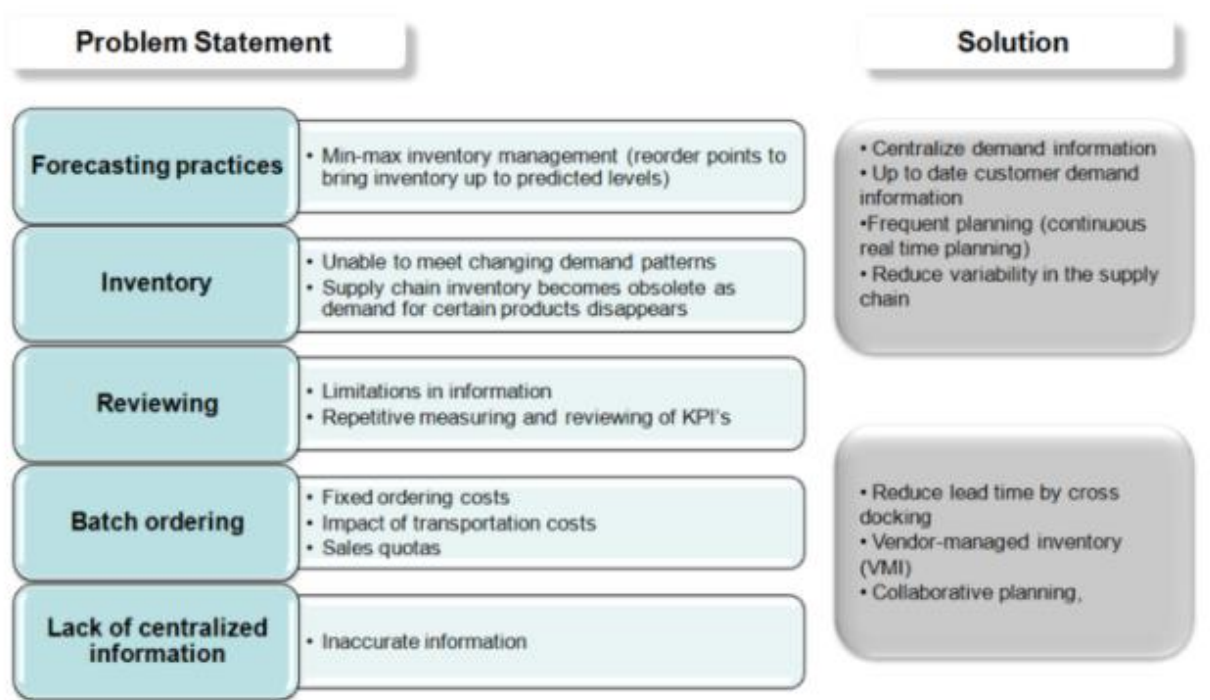 Problem Statement
Solution
Forecasting practices
• Min-max inventory management (reorder points to
bring inventory up to predicted levels)
Inventory
• Unable to meet changing demand patterns
• Supply chain inventory becomes obsolete as
demand for certain products disappears
Reviewing
• Limitations in information
• Repetitive measuring and reviewing of KPI's
Batch ordering
• Fixed ordering costs
• Impact of transportation costs
• Sales quotas
Lack of centralized
information
• Inaccurate information
• Centralize demand information
• Up to date customer demand
information
•Frequent planning (continuous
real time planning)
• Reduce variability in the supply
chain
• Reduce lead time by cross
docking
• Vendor-managed inventory
(VMI)
• Collaborative planning,